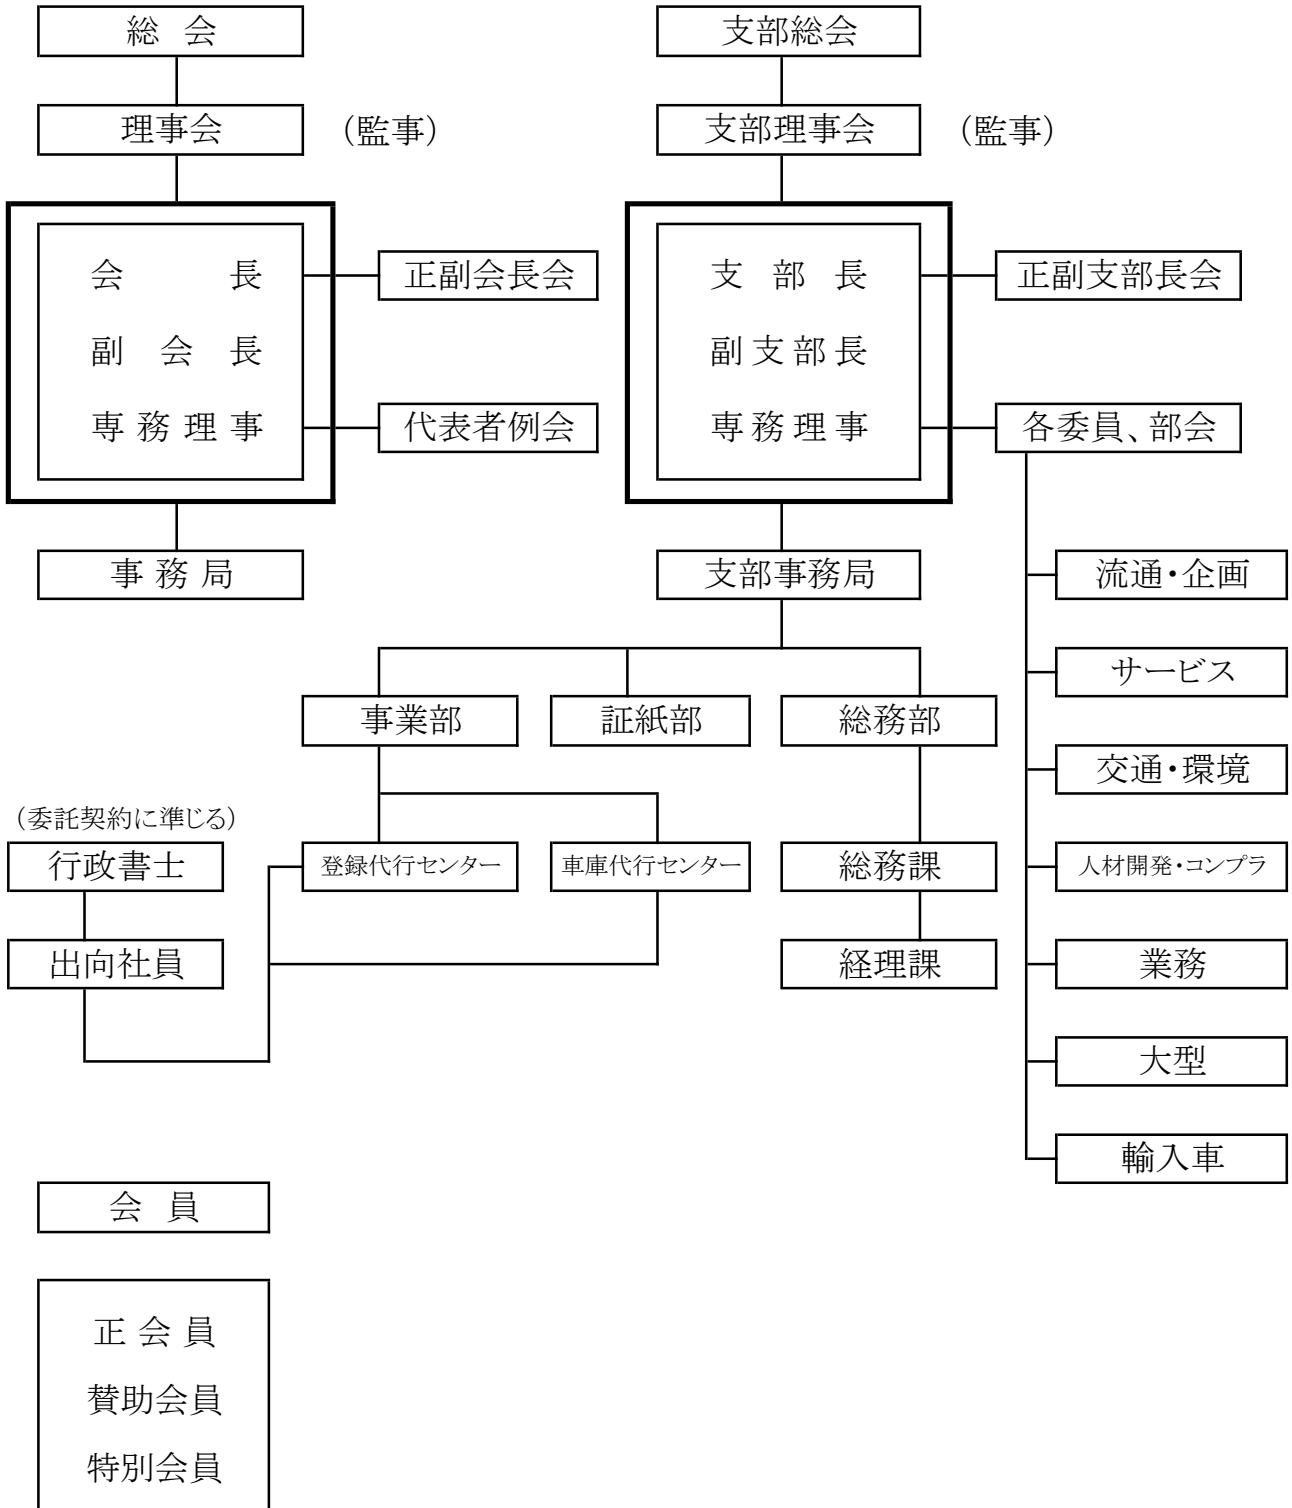 総 会
支部総会
理事会 （監事）
支部理事会 （監事）
会 長
副 会 長
専 務 理 事
正副会長会
代表者例会
支 部 長
副 支 部 長
専 務 理 事
正副支部長会
各委員、部会
事 務 局
支部事務局
流通・企画
サービス
交通・環境
人材開発・コンプラ
業務
大型
輸入車
事業部
証紙部
総務部
（委託契約に準じる）
行政書士
登録代行センター
車庫代行センター
総務課
出向社員
経理課
会 員
正 会 員
賛助会員
特別会員